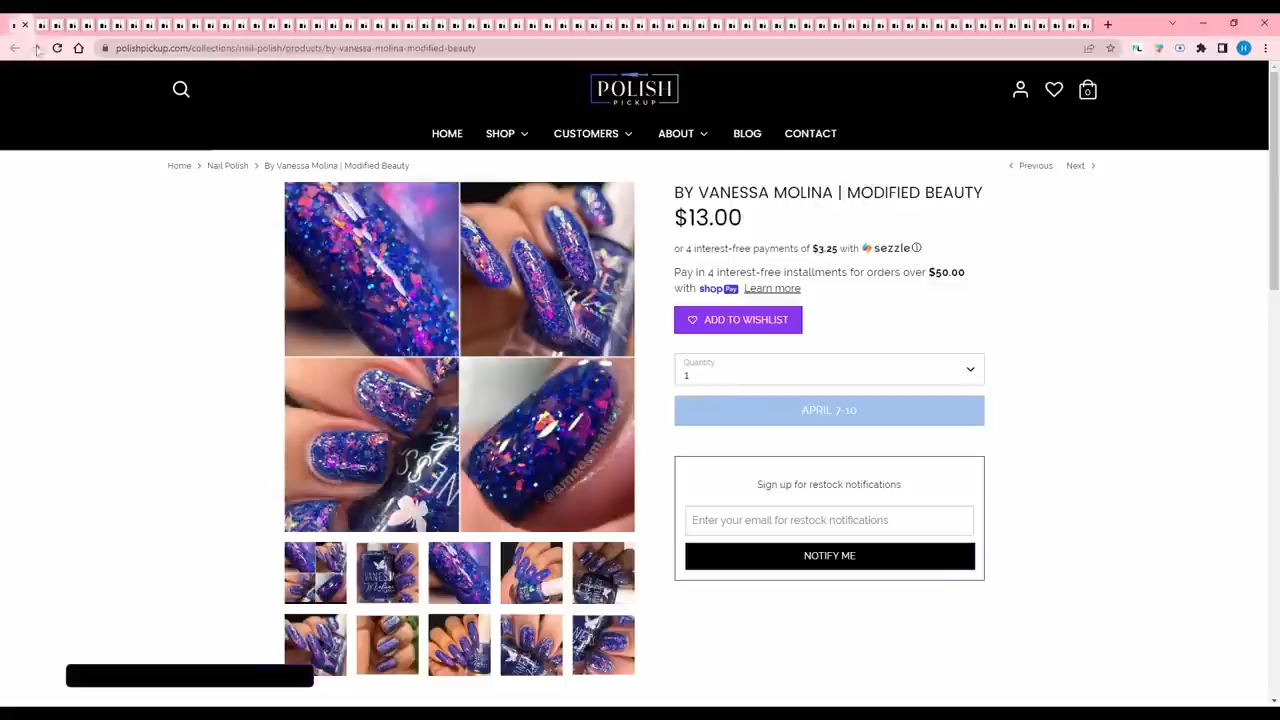 polishpickup.com/collections/nail-polish/products/by-vanessa-molina-modified-beauty
H
POLISH
PICKUP
0
HOME SHOP CUSTOMERS ABOUT BLOG CONTACT
Home > Nail Polish > By Vanessa Molina | Modified Beauty
Previous Next
BY VANESSA MOLINA | MODIFIED BEAUTY
$13.00
or 4 interest-free payments of $3.25 with sezzle
Pay in 4 interest-free installments for orders over $50.00
with shop Pay Learn more
ADD TO WISHLIST
Quantity
1
APRIL 7-10
Sign up for restock notifications
Enter your email for restock notifications
NOTIFY ME